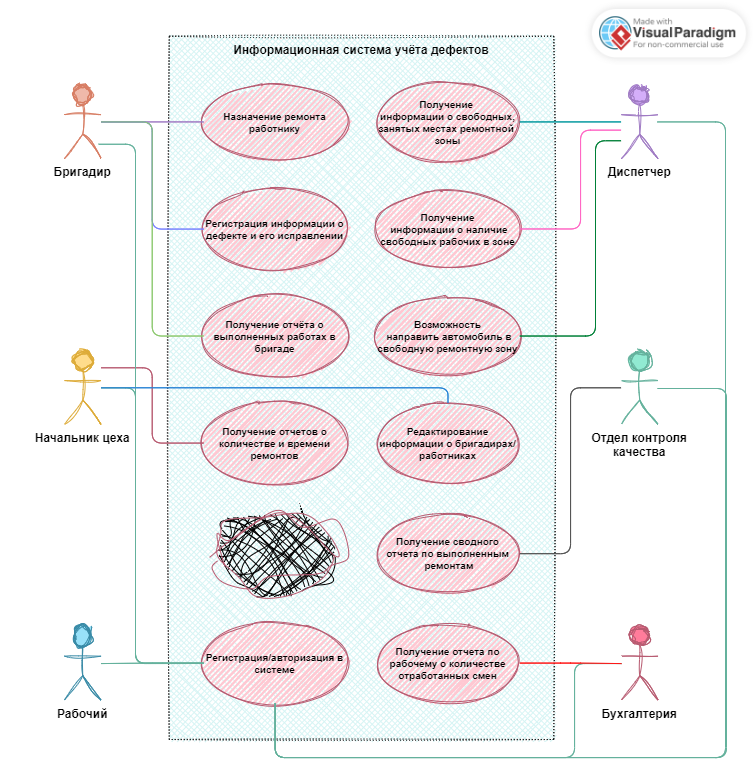 Made with
Visual Paradigm
For non-commercial use
Информационная система учёта дефектов
Назначение ремонта
работнику
Получение
информации о свободных,
занятых местах ремонтной
зоны
Бригадир
Диспетчер
Регистрация информации о
дефекте и его исправлении
Получение
информации о наличие
свободных рабочих в зоне
Получение отчёта о
выполненных работах в
бригаде
Возможность
направить автомобиль в
свободную ремонтную зону
Начальник цеха
Получение отчетов о
количестве и времени
ремонтов
Редактирование
информации о бригадирах/
работниках
Отдел контроля
качества
Получение сводного
отчета по выполненным
ремонтам
Рабочий
Регистрация/авторизация в
системе
Получение отчета по
рабочему о количестве
отработанных смен
Бухгалтерия